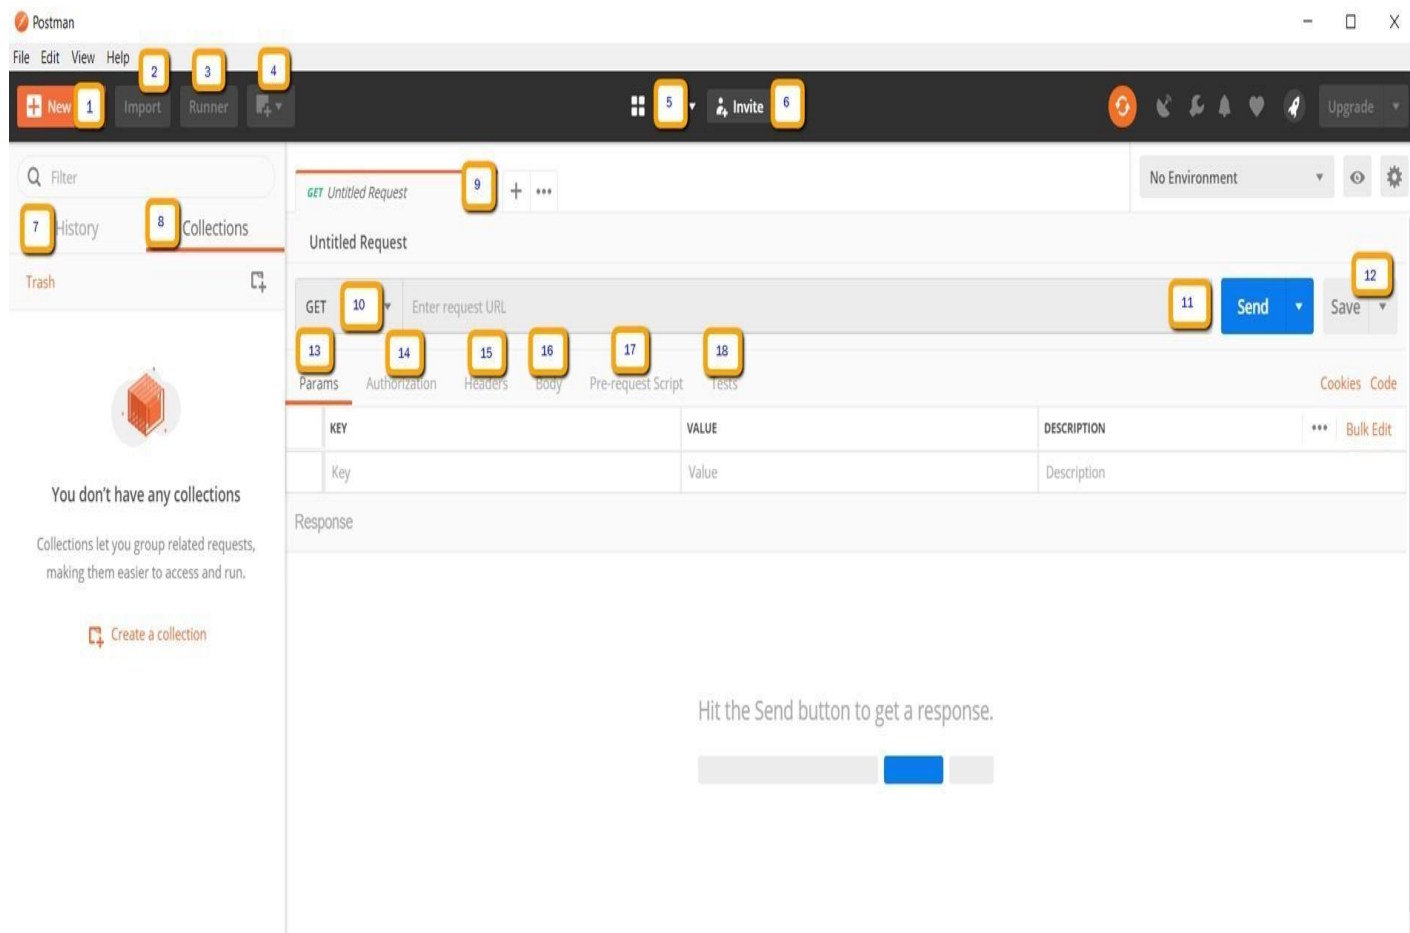 Postman
File Edit View Help
2 3 4
New 1 Import Runner 5 Invite 6 Upgrade
Filter
GET Untitled Request 9 + •••
No Environment
7 History 8 Collections
Untitled Request
Trash
12
GET 10 Enter request URL 11 Send Save
13 14 15 16 17 18
Params Authorization Headers Body Pre-request Script Tests Cookies Code
KEY VALUE DESCRIPTION ••• Bulk Edit
Key Value Description
You don't have any collections
Response
Collections let you group related requests,
making them easier to access and run.
Create a collection
Hit the Send button to get a response.